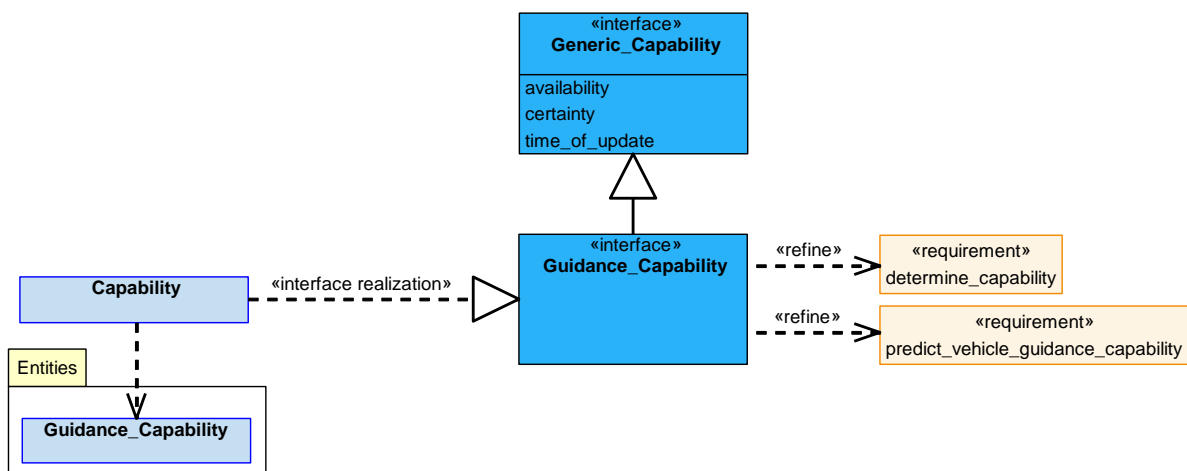 «interface»
Generic_Capability
availability
certainty
time_of_update
«interface»
Guidance_Capability
«refine»
«requirement»
determine_capability
«refine»
«requirement»
predict_vehicle_guidance_capability
Capability
«interface realization»
Entities
Guidance_Capability